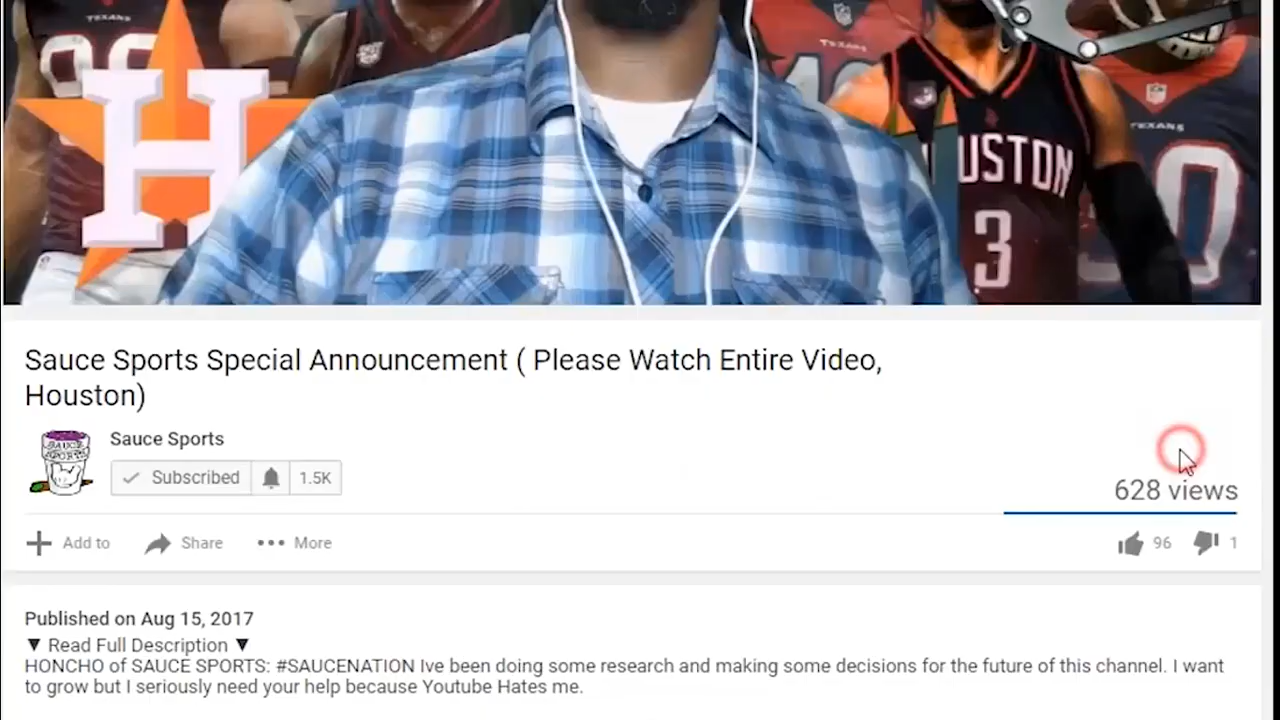 TEXANS
TEXANS
H
USTON
3
TEXANS
0
Sauce Sports Special Announcement ( Please Watch Entire Video,
Houston)
SAUCE
SPORTS
Sauce Sports
Subscribed 1.5K
628 views
Add to Share More 96 1
Published on Aug 15, 2017
▼ Read Full Description ▼
HONCHO of SAUCE SPORTS: #SAUCENATION Ive been doing some research and making some decisions for the future of this channel. I want
to grow but I seriously need your help because Youtube Hates me.